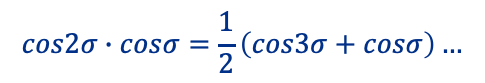 cos2σ · cosσ = 1/2 (cos3σ + cosσ) ...